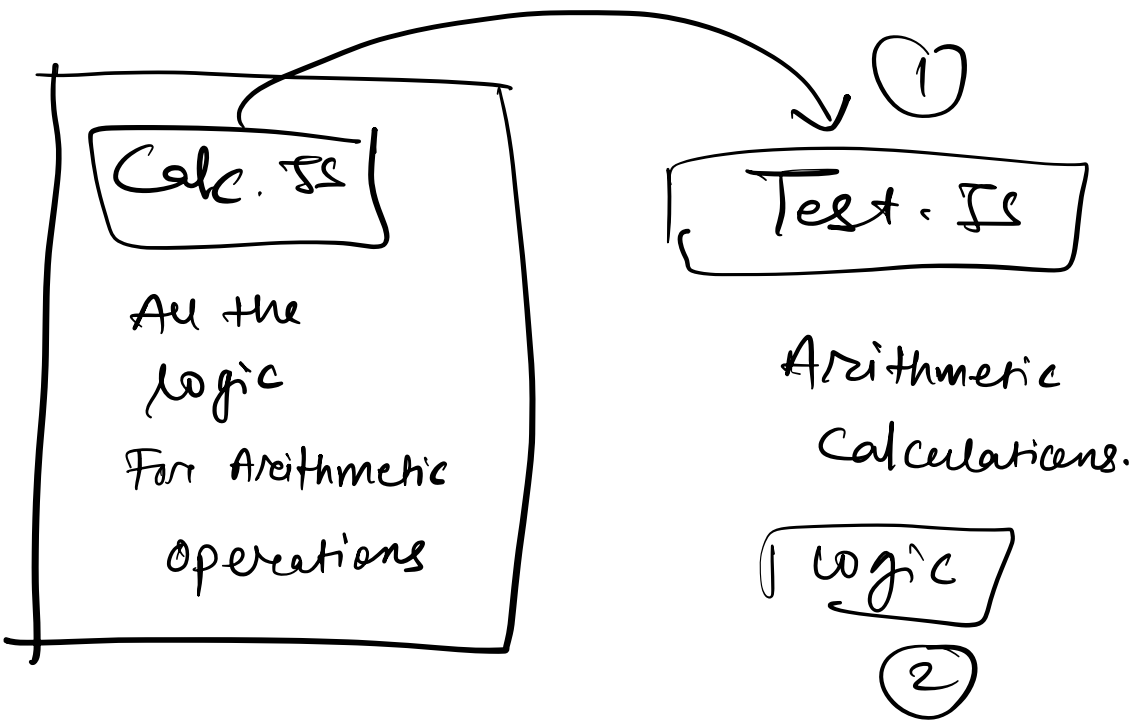 Calc. JS
All the
logic
For Arithmetic
operations
1
Test. JS
Arithmetic
Calculations.
logic
2